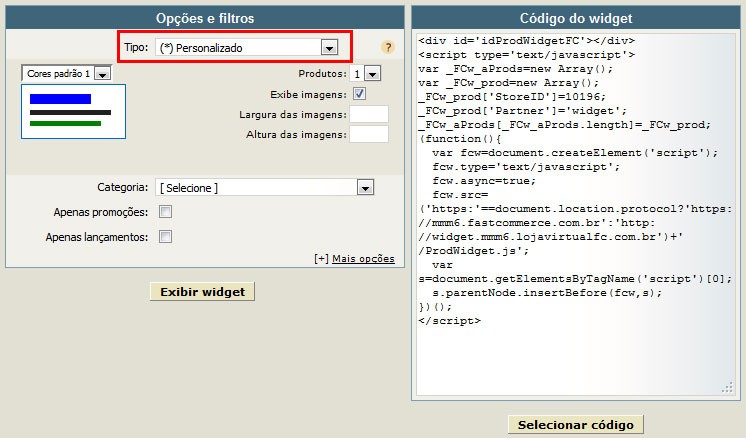 Opções e filtros
Tipo: (*) Personalizado ?
Cores padrão 1
Produtos: 1
Exibe imagens:
Largura das imagens:
Altura das imagens:
Categoria: [ Selecione ]
Apenas promoções:
Apenas lançamentos:
[+] Mais opções
Exibir widget
Código do widget
<div id='idProdWidgetFC'></div>
<script type='text/javascript'>
var _FCw_aProds=new Array();
var _FCw_prod=new Array();
_FCw_prod['StoreID']=10196;
_FCw_prod['Partner']='widget';
_FCw_aProds[_FCw_aProds.length]=_FCw_prod;
(function(){
  var fcw=document.createElement('script');
  fcw.type='text/javascript';
  fcw.async=true;
  fcw.src=
('https:'==document.location.protocol?'https:
//mmm6.fastcommerce.com.br':'http:
//widget.mmm6.lojavirtualfc.com.br')+'
/ProdWidget.js';
  var
s=document.getElementsByTagName('script')[0];
  s.parentNode.insertBefore(fcw,s);
})();
</script>
Selecionar código